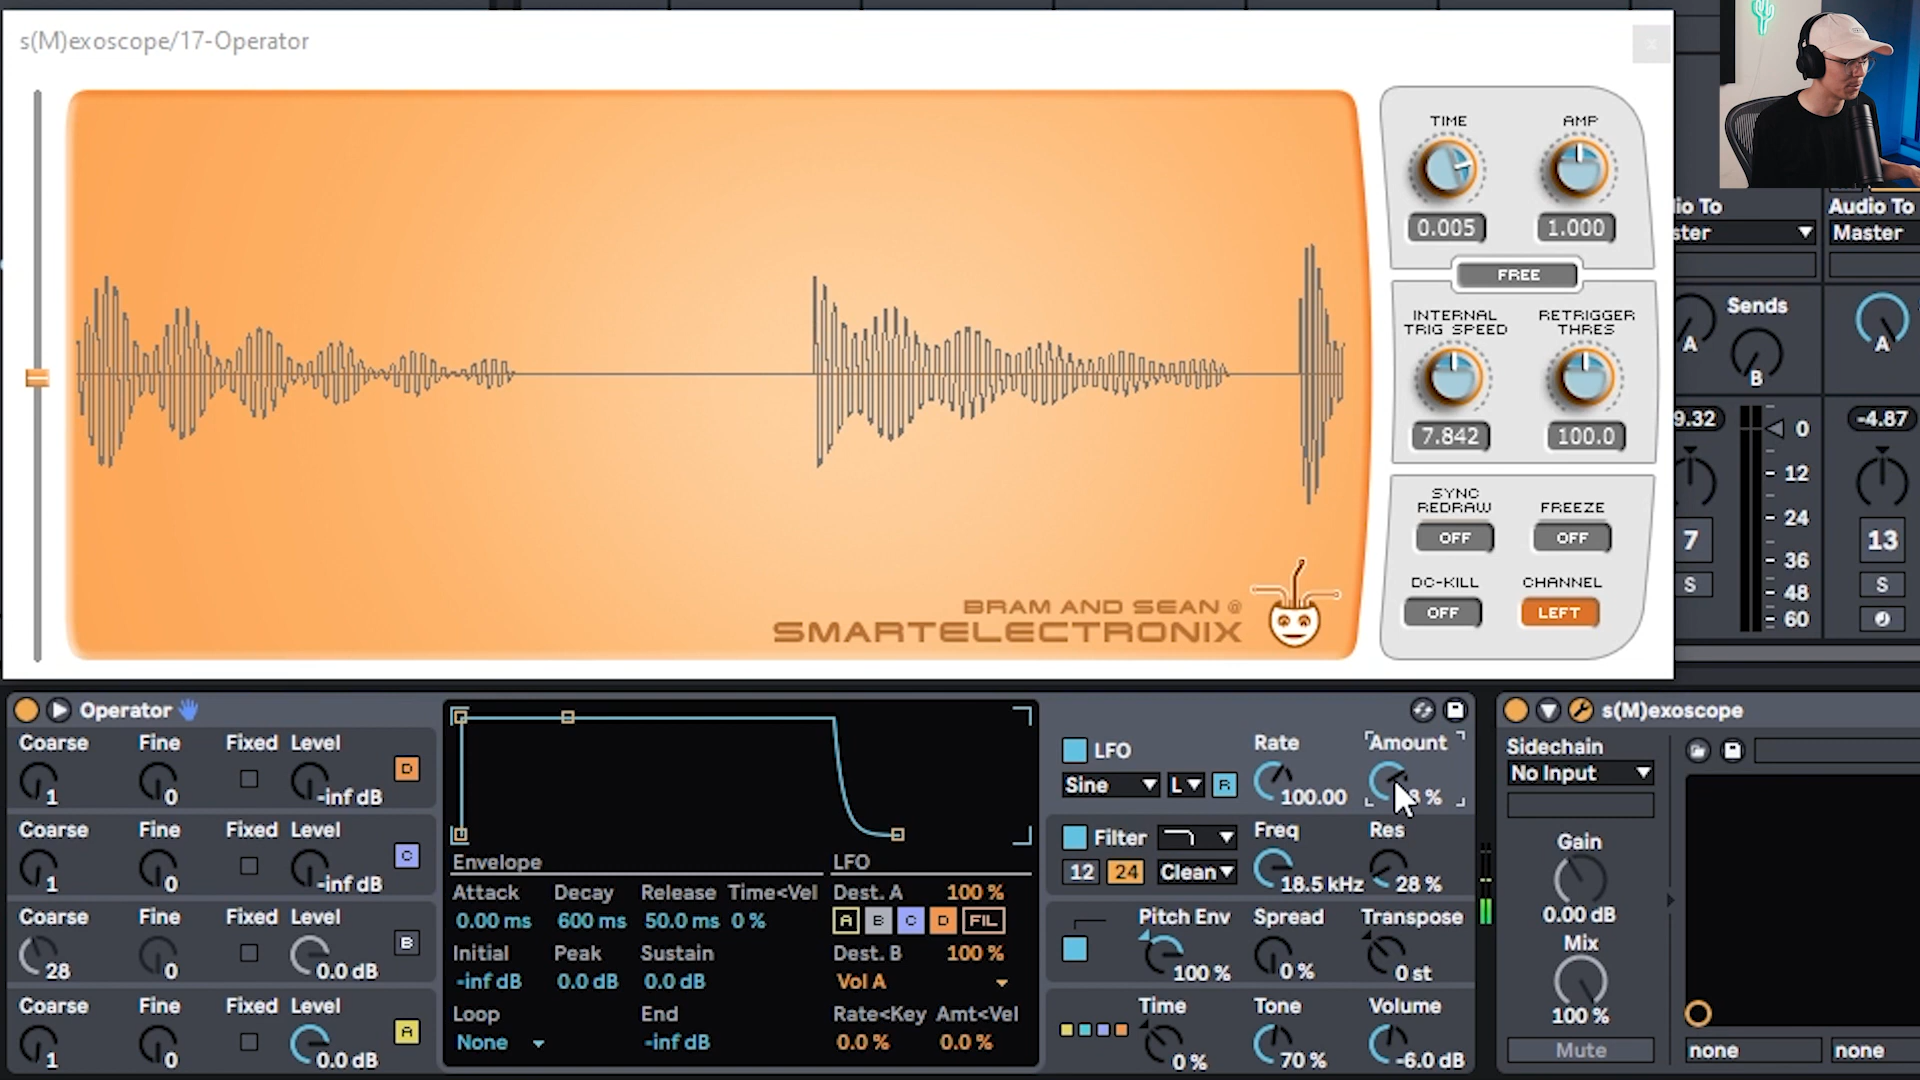 s(M)exoscope/17-Operator
TIME
AMP
0.005
1.000
FREE
INTERNAL TRIG SPEED
RETRIGGER THRES
7.842
100.0
SYNC REDRAW
FREEZE
OFF
OFF
DC-KILL
CHANNEL
OFF
LEFT
BRAM AND SEAN @
SMARTELECTRONIX
io To
Audio To
ster
Master
Sends
A
B
A
9.32
-4.87
0
12
24
36
48
60
7
13
S
S
Operator
Coarse Fine Fixed Level
1 0 -inf dB D
Coarse Fine Fixed Level
1 0 -inf dB C
Coarse Fine Fixed Level
28 0 0.0 dB B
Coarse Fine Fixed Level
1 0 0.0 dB A
Envelope
Attack Decay Release Time<Vel
0.00 ms 600 ms 50.0 ms 0 %
Initial Peak Sustain
-inf dB 0.0 dB 0.0 dB
Loop End
None -inf dB
LFO
Dest. A 100 %
A B C D FIL
Dest. B 100 %
Vol A
Rate<Key Amt<Vel
0.0 % 0.0 %
LFO Rate Amount
Sine L R 100.00 %
Filter Freq Res
12 24 Clean 18.5 kHz 28 %
Pitch Env Spread Transpose
100 % 0 % 0 st
Time Tone Volume
0 % 70 % -6.0 dB
s(M)exoscope
Sidechain
No Input
Gain
0.00 dB
Mix
100 %
Mute
none
none